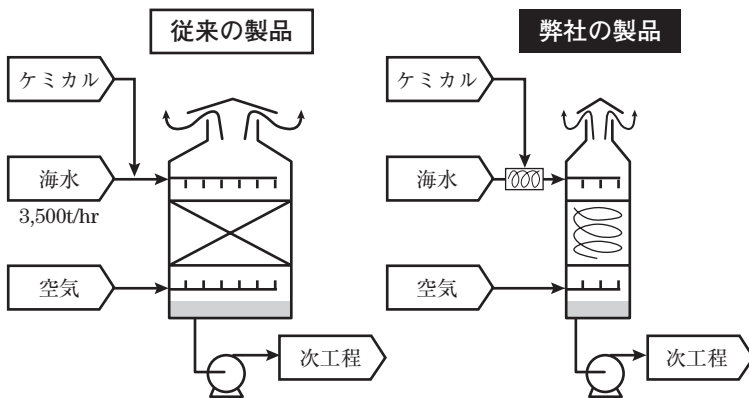 従来の製品
ケミカル
海水
3,500t/hr
空気
次工程
弊社の製品
ケミカル
海水
空気
次工程